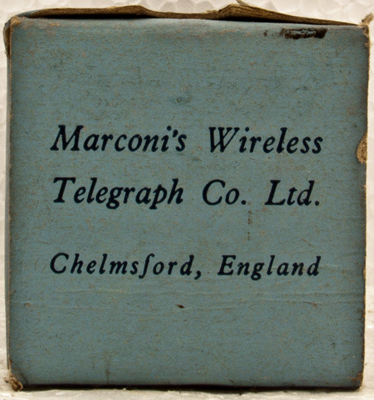 Marconi's Wireless
Telegraph Co. Ltd.
Chelmsford, England